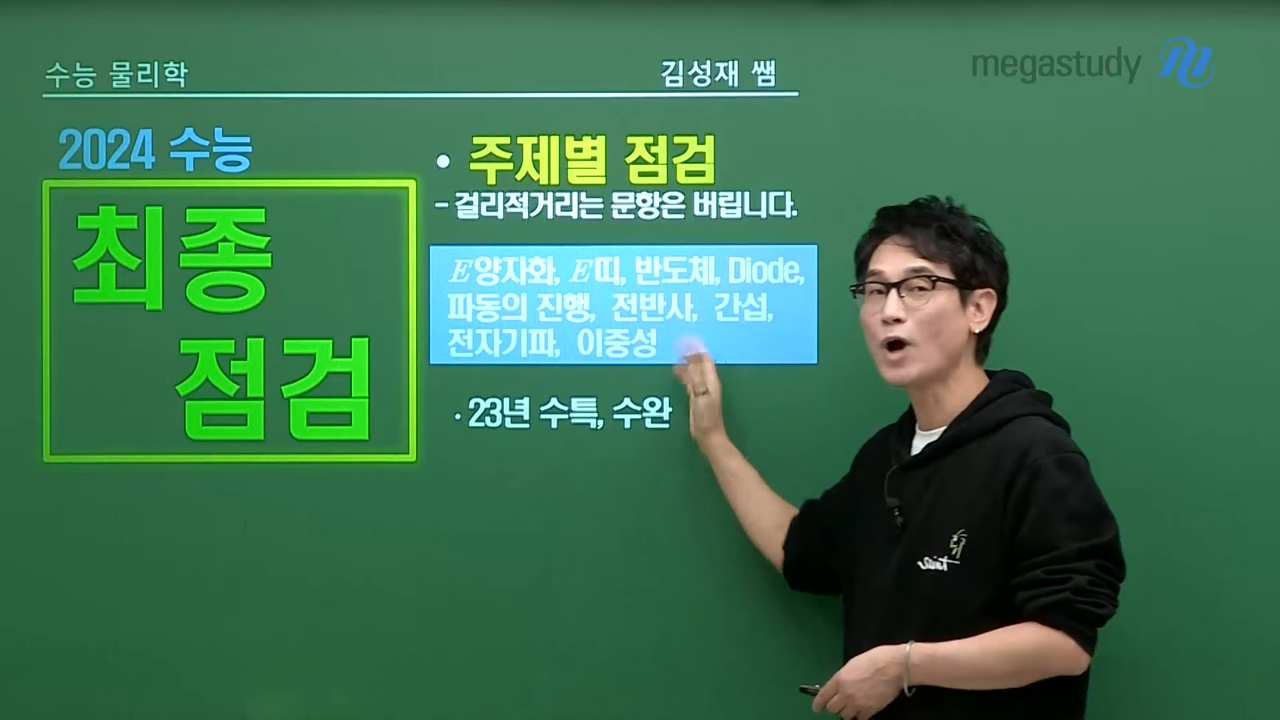 수능 물리학
김성재 쌤
megastudy
2024 수능
최종
점검
• 주제별 점검
- 걸리적거리는 문항은 버립니다.
E양자화, E띠, 반도체, Diode,
파동의 진행, 전반사, 간섭,
전자기파, 이중성
· 23년 수특, 수완